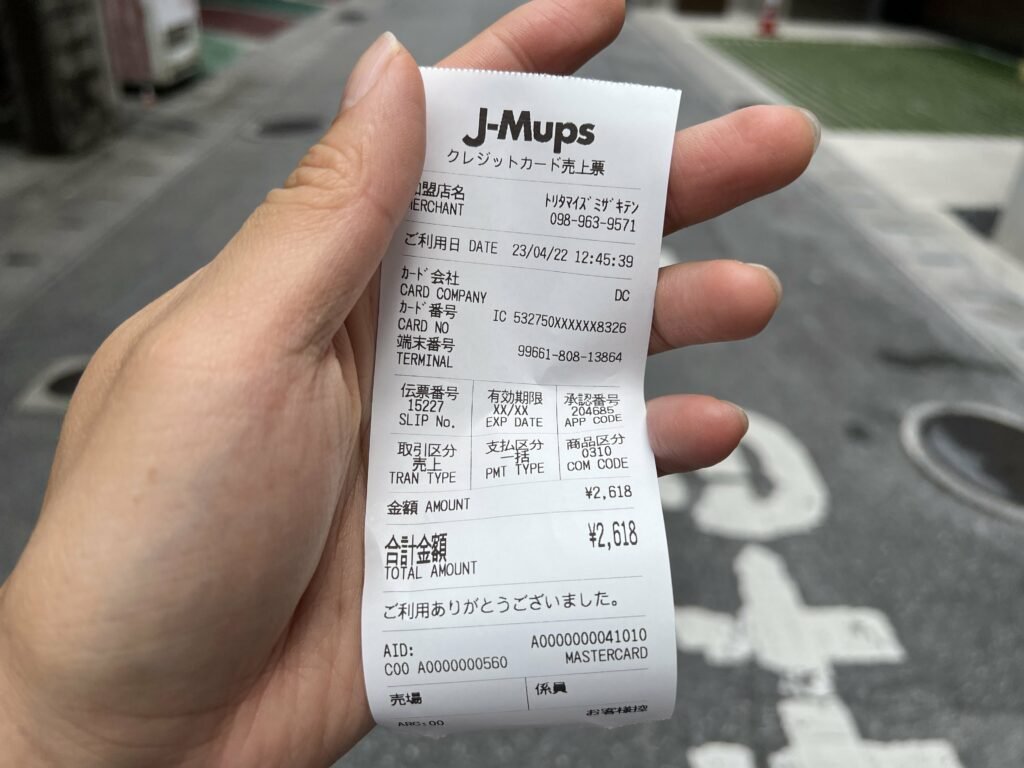 J-Mups
クレジットカード売上票
加盟店名 ﾄﾘﾀﾏｲｽﾞﾐｻﾞｷﾃﾝ
MERCHANT 098-963-9571
ご利用日 DATE 23/04/22 12:45:39
ｶｰﾄﾞ会社
CARD COMPANY DC
ｶｰﾄﾞ番号
CARD NO IC 532750XXXXXX8326
端末番号
TERMINAL 99661-808-13864
伝票番号 有効期限 承認番号
15227 XX/XX 204685
SLIP No. EXP DATE APP CODE
取引区分 支払区分 商品区分
売上 一括 0310
TRAN TYPE PMT TYPE COM CODE
金額 AMOUNT ¥2,618
合計金額 ¥2,618
TOTAL AMOUNT
ご利用ありがとうございました。
AID: A0000000041010
C00 A0000000560 MASTERCARD
売場 係員
ARC:00 お客様控